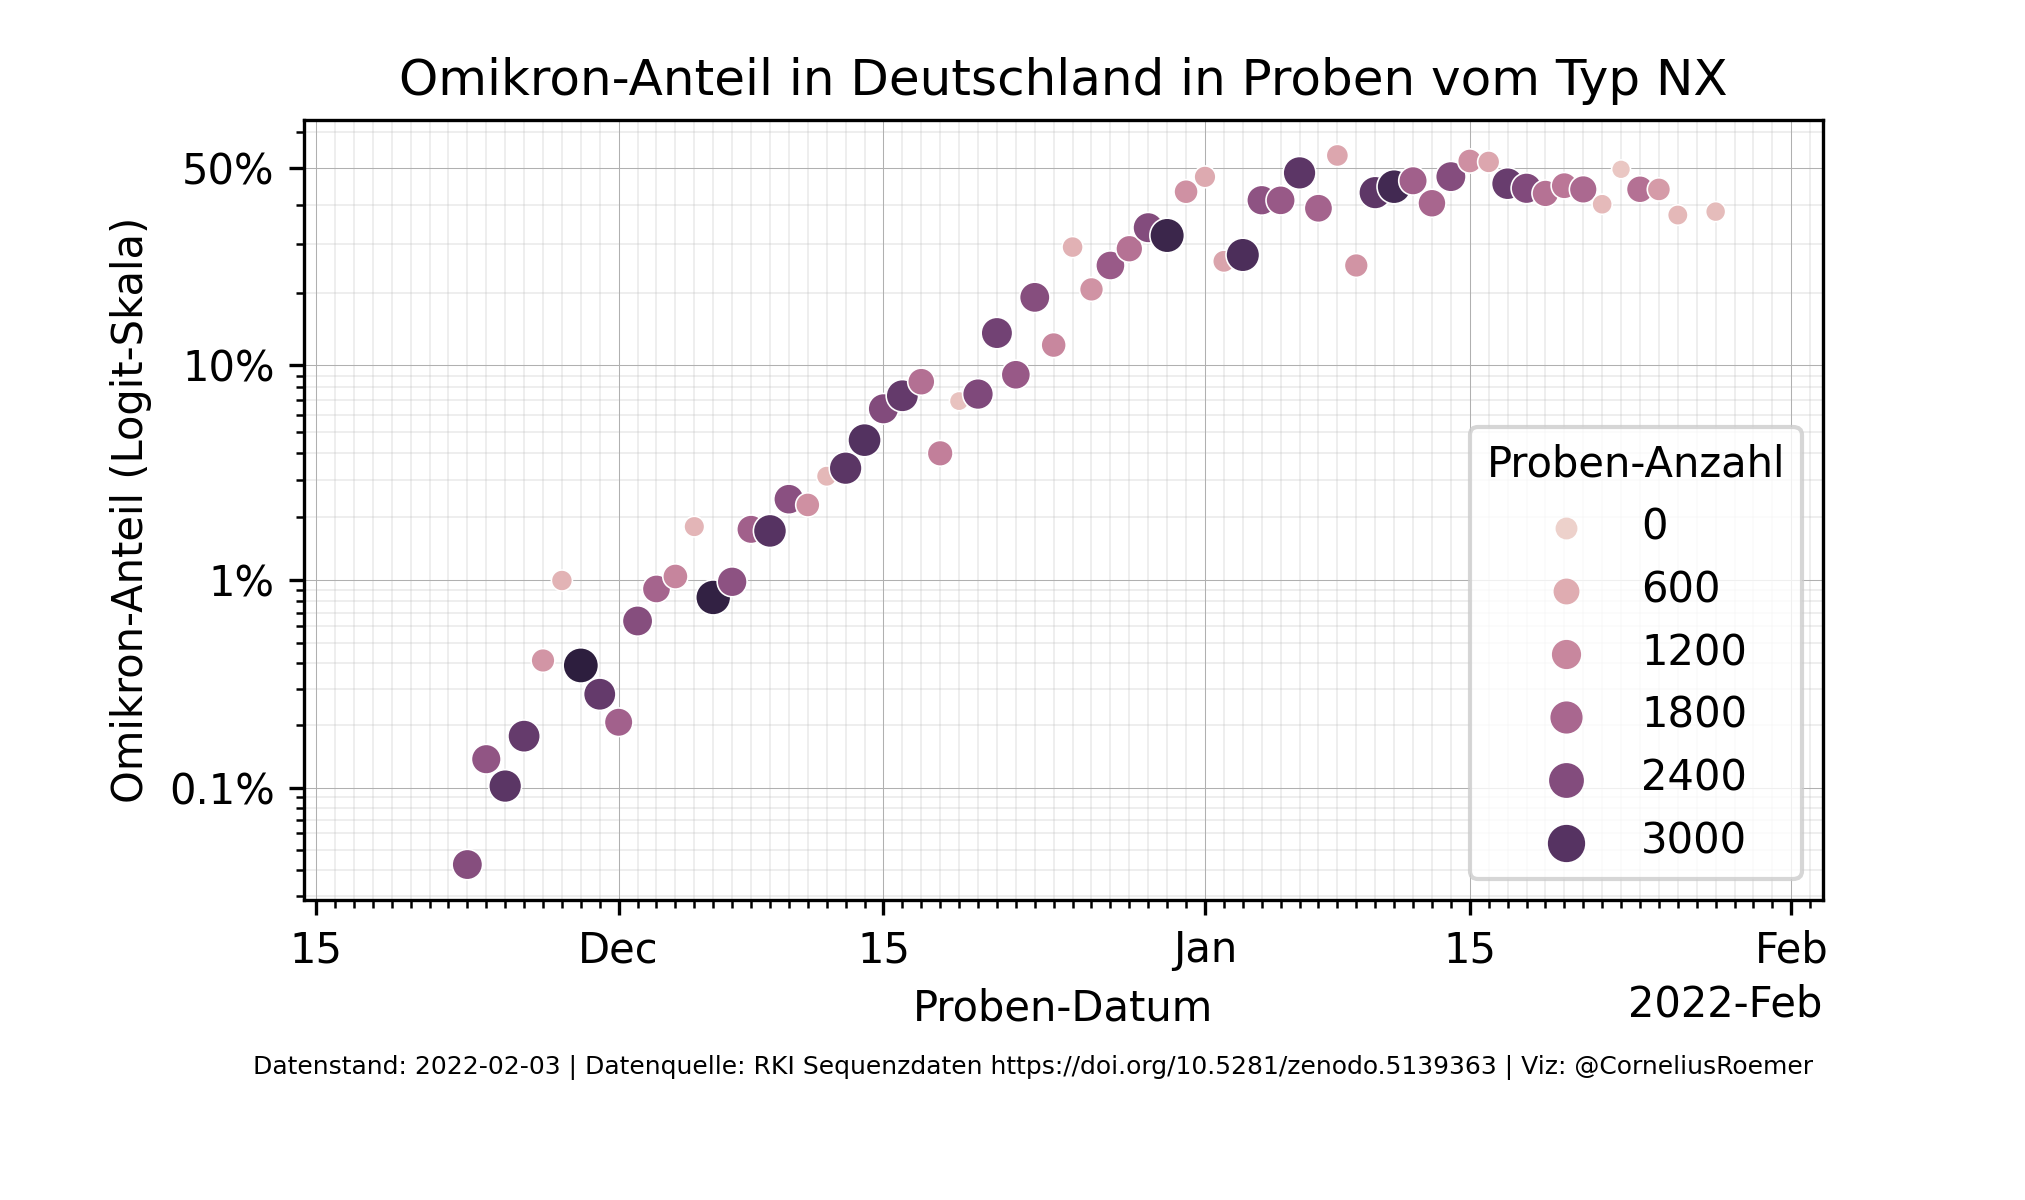 Omikron-Anteil in Deutschland in Proben vom Typ NX
Omikron-Anteil (Logit-Skala)
50%
10%
1%
0.1%
Proben-Anzahl
0
600
1200
1800
2400
3000
15 Dec 15 Jan 15 Feb
Proben-Datum
2022-Feb
Datenstand: 2022-02-03 | Datenquelle: RKI Sequenzdaten https://doi.org/10.5281/zenodo.5139363 | Viz: @CorneliusRoemer